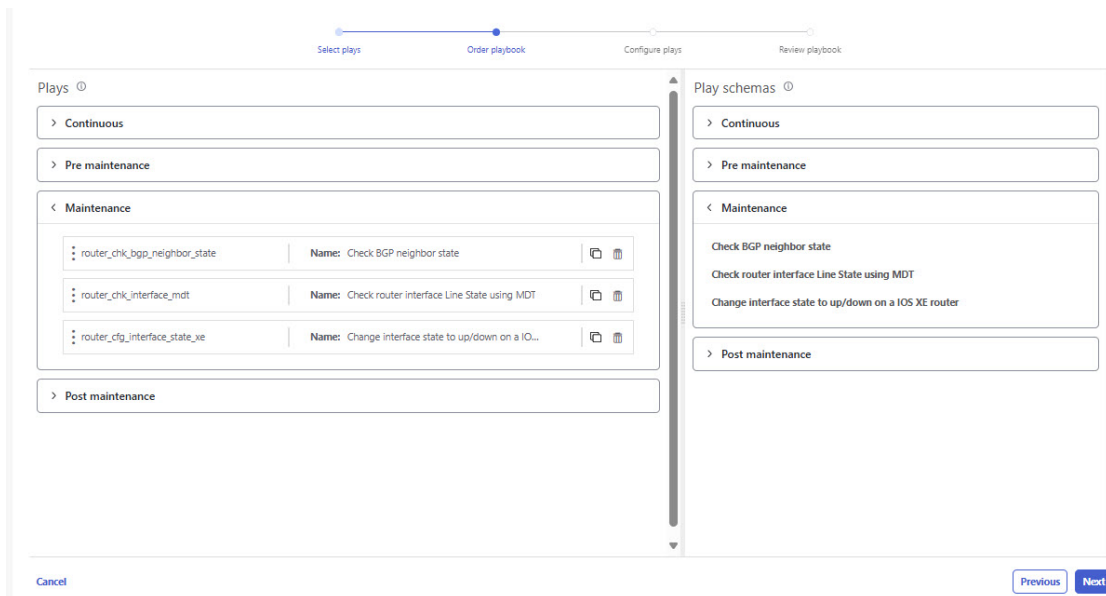 Select plays
Order playbook
Configure plays
Review playbook
Plays
Continuous
Pre maintenance
Maintenance
router_chk_bgp_neighbor_state Name: Check BGP neighbor state
router_chk_interface_mdt Name: Check router interface Line State using MDT
router_cfg_interface_state_xe Name: Change interface state to up/down on a IO...
Post maintenance
Play schemas
Continuous
Pre maintenance
Maintenance
Check BGP neighbor state
Check router interface Line State using MDT
Change interface state to up/down on a IOS XE router
Post maintenance
Cancel
Previous
Next